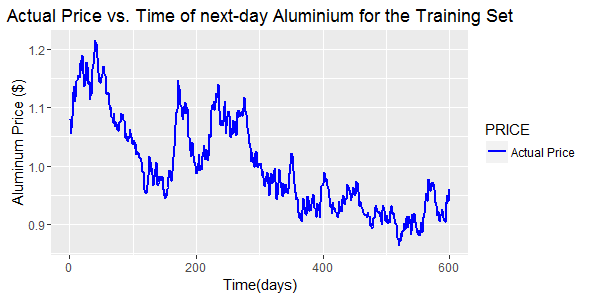 Actual Price vs. Time of next-day Aluminium for the Training Set
Aluminum Price ($)
1.2
1.1
1.0
0.9
0
200
400
600
Time(days)
PRICE
Actual Price